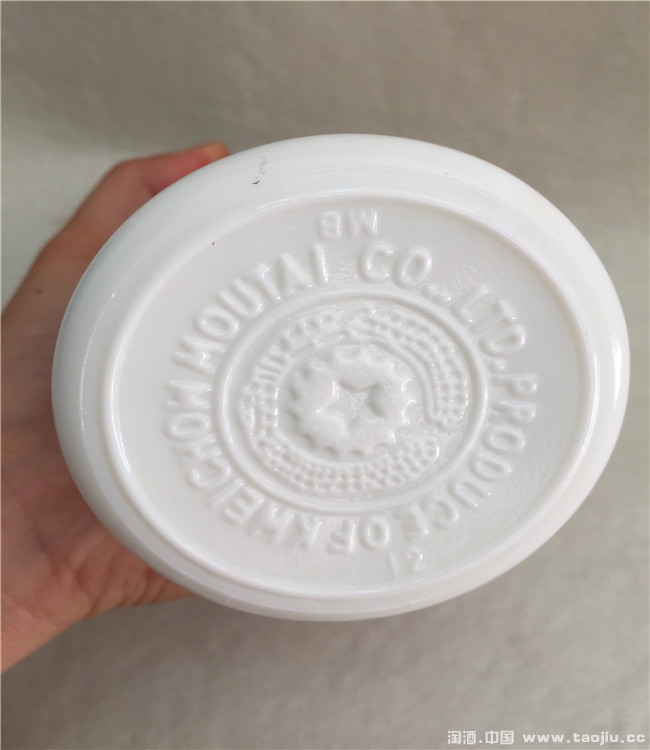 MB
PRODUCE OF KWEICHOW MOUTAI CO.,LTD.
12
淘酒.中国 www.taojiu.cc